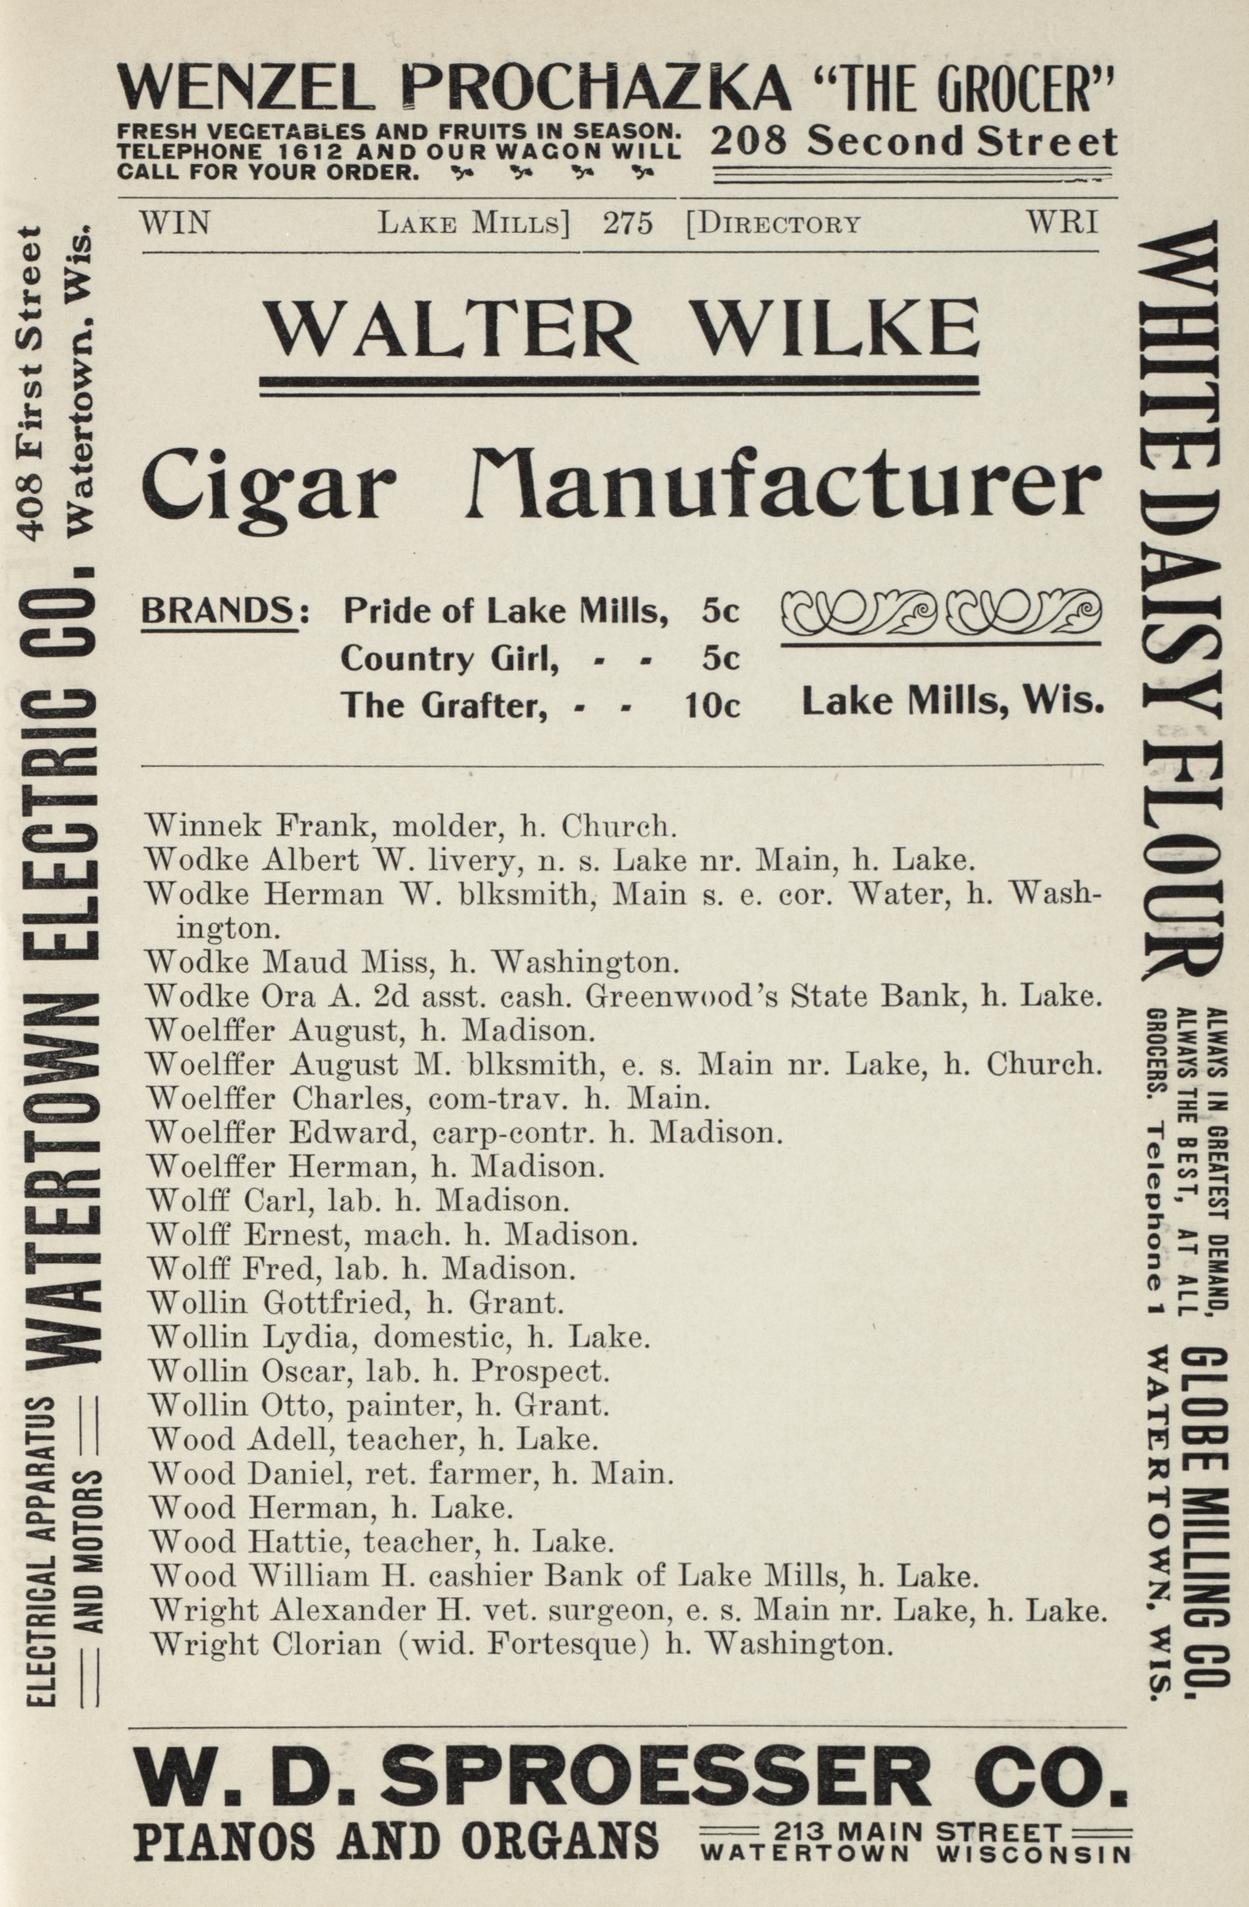 WENZEL PROCHAZKA "THE GROCER"
FRESH VEGETABLES AND FRUITS IN SEASON.
TELEPHONE 1612 AND OUR WAGON WILL
CALL FOR YOUR ORDER.
208 Second Street
WIN LAKE MILLS] 275 [DIRECTORY WRI
WALTER WILKE
Cigar Manufacturer
BRANDS: Pride of Lake Mills, 5c
Country Girl, - - 5c
The Grafter, - - 10c
Lake Mills, Wis.
Winnek Frank, molder, h. Church.
Wodke Albert W. livery, n. s. Lake nr. Main, h. Lake.
Wodke Herman W. blksmith, Main s. e. cor. Water, h. Wash-
ington.
Wodke Maud Miss, h. Washington.
Wodke Ora A. 2d asst. cash. Greenwood's State Bank, h. Lake.
Woelffer August, h. Madison.
Woelffer August M. blksmith, e. s. Main nr. Lake, h. Church.
Woelffer Charles, com-trav. h. Main.
Woelffer Edward, carp-contr. h. Madison.
Woelffer Herman, h. Madison.
Wolff Carl, lab. h. Madison.
Wolff Ernest, mach. h. Madison.
Wolff Fred, lab. h. Madison.
Wollin Gottfried, h. Grant.
Wollin Lydia, domestic, h. Lake.
Wollin Oscar, lab. h. Prospect.
Wollin Otto, painter, h. Grant.
Wood Adell, teacher, h. Lake.
Wood Daniel, ret. farmer, h. Main.
Wood Herman, h. Lake.
Wood Hattie, teacher, h. Lake.
Wood William H. cashier Bank of Lake Mills, h. Lake.
Wright Alexander H. vet. surgeon, e. s. Main nr. Lake, h. Lake.
Wright Clorian (wid. Fortesque) h. Washington.
W. D. SPROESSER CO.
PIANOS AND ORGANS
213 MAIN STREET
WATERTOWN WISCONSIN
ELECTRICAL APPARATUS
AND MOTORS
WATERTOWN ELECTRIC CO.
408 First Street
Watertown, Wis.
WHITE DAISY FLOUR
ALWAYS IN GREATEST DEMAND,
ALWAYS THE BEST, AT ALL
GROCERS. Telephone 1
GLOBE MILLING CO.
WATERTOWN, WIS.